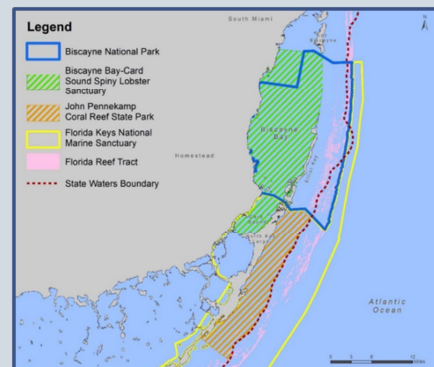 South Miami
Legend
Biscayne National Park
Biscayne Bay-Card
Sound Spiny Lobster
Sanctuary
John Pennekamp
Coral Reef State Park
Florida Keys National
Marine Sanctuary
Florida Reef Tract
State Waters Boundary
Biscayne
Bay
Homestead
Atlantic
Ocean
N